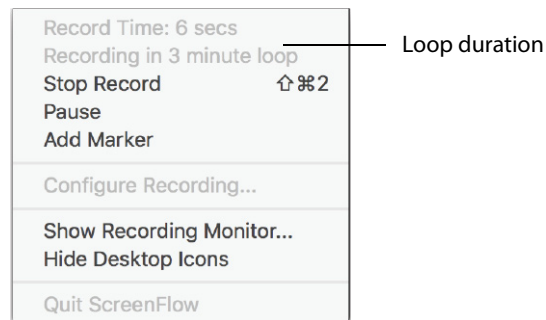 Record Time: 6 secs
Recording in 3 minute loop
Loop duration
Stop Record ⇧⌘2
Pause
Add Marker
Configure Recording...
Show Recording Monitor...
Hide Desktop Icons
Quit ScreenFlow